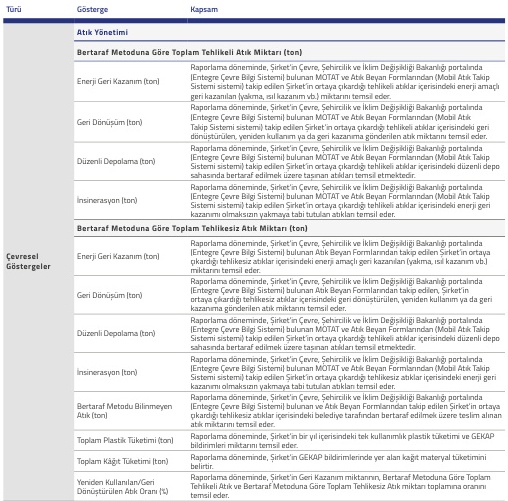 Türü Gösterge Kapsam
Atık Yönetimi
Bertaraf Metoduna Göre Toplam Tehlikeli Atık Miktarı (ton)
Enerji Geri Kazanım (ton)
Raporlama döneminde, Şirket'in Çevre, Şehircilik ve İklim Değişikliği Bakanlığı portalında
(Entegre Çevre Bilgi Sistemi) bulunan MOTAT ve Atık Beyan Formlarından (Mobil Atık Takip
Sistemi sistemi) takip edilen Şirket'in ortaya çıkardığı tehlikeli atıklar içerisindeki enerji amaçlı
geri kazanılan (yakma, ısıl kazanım vb.) miktarını temsil eder.
Geri Dönüşüm (ton)
Raporlama döneminde, Şirket'in Çevre, Şehircilik ve İklim Değişikliği Bakanlığı portalında
(Entegre Çevre Bilgi Sistemi) bulunan MOTAT ve Atık Beyan Formlarından (Mobil Atık
Takip Sistemi sistemi) takip edilen Şirket'in ortaya çıkardığı tehlikeli atıklar içerisindeki geri
dönüştürülen, yeniden kullanım ya da geri kazanıma gönderilen atık miktarını temsil eder.
Düzenli Depolama (ton)
Raporlama döneminde, Şirket'in Çevre, Şehircilik ve İklim Değişikliği Bakanlığı portalında
(Entegre Çevre Bilgi Sistemi) bulunan MOTAT ve Atık Beyan Formlarından (Mobil Atık Takip
Sistemi sistemi) takip edilen Şirket'in ortaya çıkardığı tehlikeli atıklar içerisindeki düzenli depo
sahasında bertaraf edilmek üzere taşınan atıkları temsil etmektedir.
İnsinerasyon (ton)
Raporlama döneminde, Şirket'in Çevre, Şehircilik ve İklim Değişikliği Bakanlığı portalında
(Entegre Çevre Bilgi Sistemi) bulunan MOTAT ve Atık Beyan Formlarından (Mobil Atık Takip
Sistemi sistemi) takip edilen Şirket'in ortaya çıkardığı tehlikeli atıklar içerisindeki enerji geri
kazanımı olmaksızın yakmaya tabi tutulan atıkları temsil eder.
Bertaraf Metoduna Göre Toplam Tehlikesiz Atık Miktarı (ton)
Çevresel
Göstergeler
Enerji Geri Kazanım (ton)
Raporlama döneminde, Şirket'in Çevre, Şehircilik ve İklim Değişikliği Bakanlığı portalında
(Entegre Çevre Bilgi Sistemi) bulunan Atık Beyan Formlarından takip edilen Şirket'in ortaya
çıkardığı tehlikesiz atıklar içerisindeki enerji amaçlı geri kazanılan (yakma, ısıl kazanım vb.)
miktarını temsil eder.
Geri Dönüşüm (ton)
Raporlama döneminde, Şirket'in Çevre, Şehircilik ve İklim Değişikliği Bakanlığı portalında
(Entegre Çevre Bilgi Sistemi) bulunan Atık Beyan Formlarından takip edilen, Şirket'in
ortaya çıkardığı tehlikesiz atıklar içerisindeki geri dönüştürülen, yeniden kullanım ya da geri
kazanıma gönderilen atık miktarını temsil eder.
Düzenli Depolama (ton)
Raporlama döneminde, Şirket'in Çevre, Şehircilik ve İklim Değişikliği Bakanlığı portalında
(Entegre Çevre Bilgi Sistemi) bulunan MOTAT ve Atık Beyan Formlarından (Mobil Atık Takip
Sistemi sistemi) takip edilen Şirket'in ortaya çıkardığı tehlikesiz atıklar içerisindeki düzenli depo
sahasında bertaraf edilmek üzere taşınan atıkları temsil etmektedir.
İnsinerasyon (ton)
Raporlama döneminde, Şirket'in Çevre, Şehircilik ve İklim Değişikliği Bakanlığı portalında
(Entegre Çevre Bilgi Sistemi) bulunan MOTAT ve Atık Beyan Formlarından (Mobil Atık Takip
Sistemi sistemi) takip edilen Şirket'in ortaya çıkardığı tehlikesiz atıklar içerisindeki enerji geri
kazanımı olmaksızın yakmaya tabi tutulan atıkları temsil eder.
Bertaraf Metodu Bilinmeyen
Atık (ton)
Raporlama döneminde, Şirket'in Çevre, Şehircilik ve İklim Değişikliği Bakanlığı portalında
(Entegre Çevre Bilgi Sistemi) bulunan ve Atık Beyan Formlarından takip edilen Şirket'in ortaya
çıkardığı tehlikesiz atıklar içerisindeki belediye tarafından bertaraf edilmek üzere teslim alınan
atık miktarını temsil eder.
Toplam Plastik Tüketimi (ton)
Raporlama döneminde, Şirket'in bir yıl içerisindeki tek kullanımlık plastik tüketimi ve GEKAP
bildirimleri miktarını temsil eder.
Toplam Kâğıt Tüketimi (ton)
Raporlama döneminde, Şirket'in GEKAP bildirimlerinde yer alan kağıt materyal tüketimini
belirtir.
Yeniden Kullanılan/Geri
Dönüştürülen Atık Oranı (%)
Raporlama döneminde, Şirket'in Geri Kazanım miktarının, Bertaraf Metoduna Göre Toplam
Tehlikeli Atık ve Bertaraf Metoduna Göre Toplam Tehlikesiz Atık miktarı toplamına oranını
temsil eder.